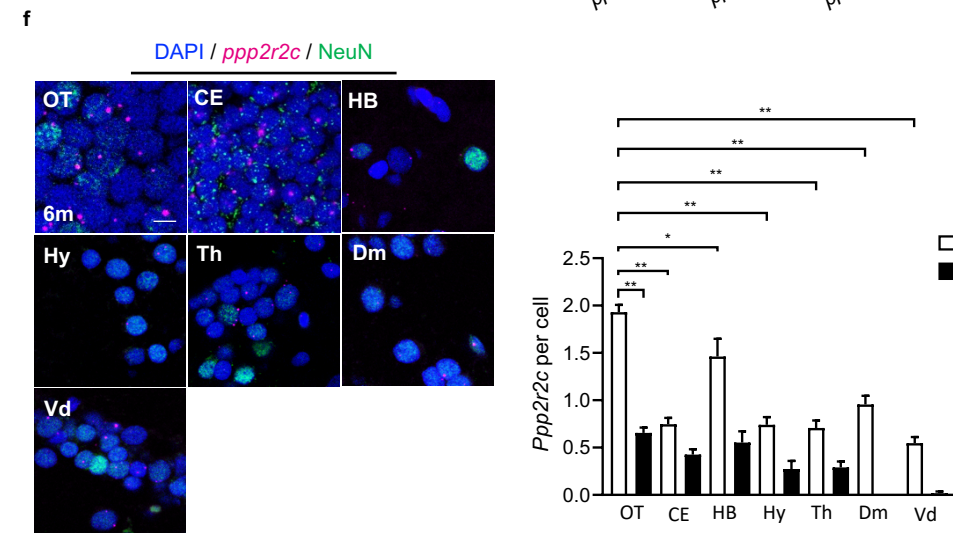 f
DAPI / ppp2r2c / NeuN
OT
CE
HB
6m
Hy
Th
Dm
Vd
**
**
**
**
*
**
**
2.5
2.0
1.5
1.0
0.5
0.0
Ppp2r2c per cell
OT CE HB Hy Th Dm Vd